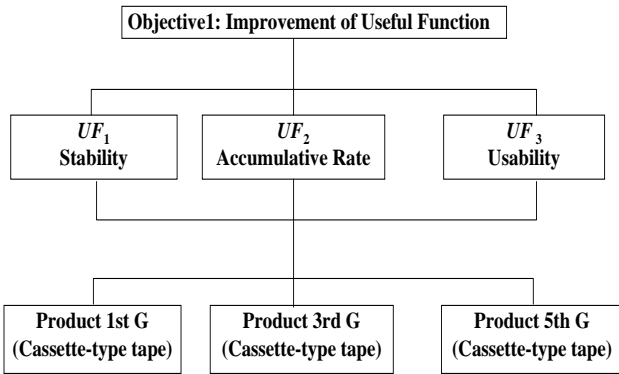 Objective1: Improvement of Useful Function
UF1
Stability
UF2
Accumulative Rate
UF3
Usability
Product 1st G
(Cassette-type tape)
Product 3rd G
(Cassette-type tape)
Product 5th G
(Cassette-type tape)